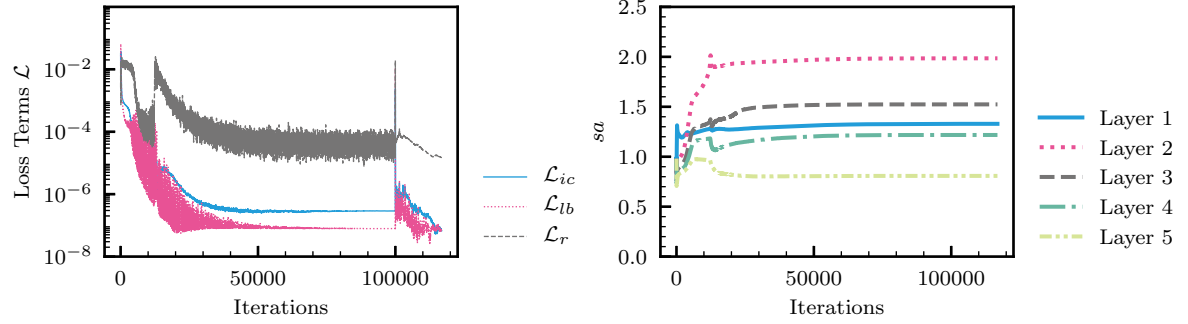 Loss Terms ℒ
10⁻²
10⁻⁴
10⁻⁶
10⁻⁸
0
50000
100000
Iterations
ℒ_ic
ℒ_lb
ℒ_r
sa
2.5
2.0
1.5
1.0
0.5
0.0
0
50000
100000
Iterations
Layer 1
Layer 2
Layer 3
Layer 4
Layer 5